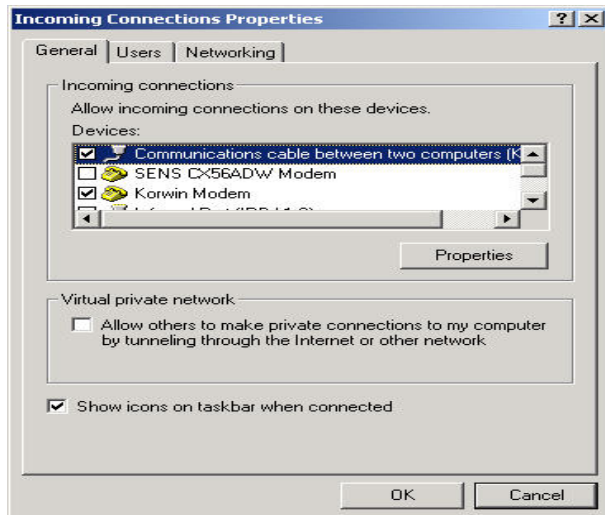 Incoming Connections Properties
General Users Networking
Incoming connections
Allow incoming connections on these devices.
Devices:
Communications cable between two computers (K
SENS CX56ADW Modem
Korwin Modem
Properties
Virtual private network
Allow others to make private connections to my computer
by tunneling through the Internet or other network
Show icons on taskbar when connected
OK Cancel